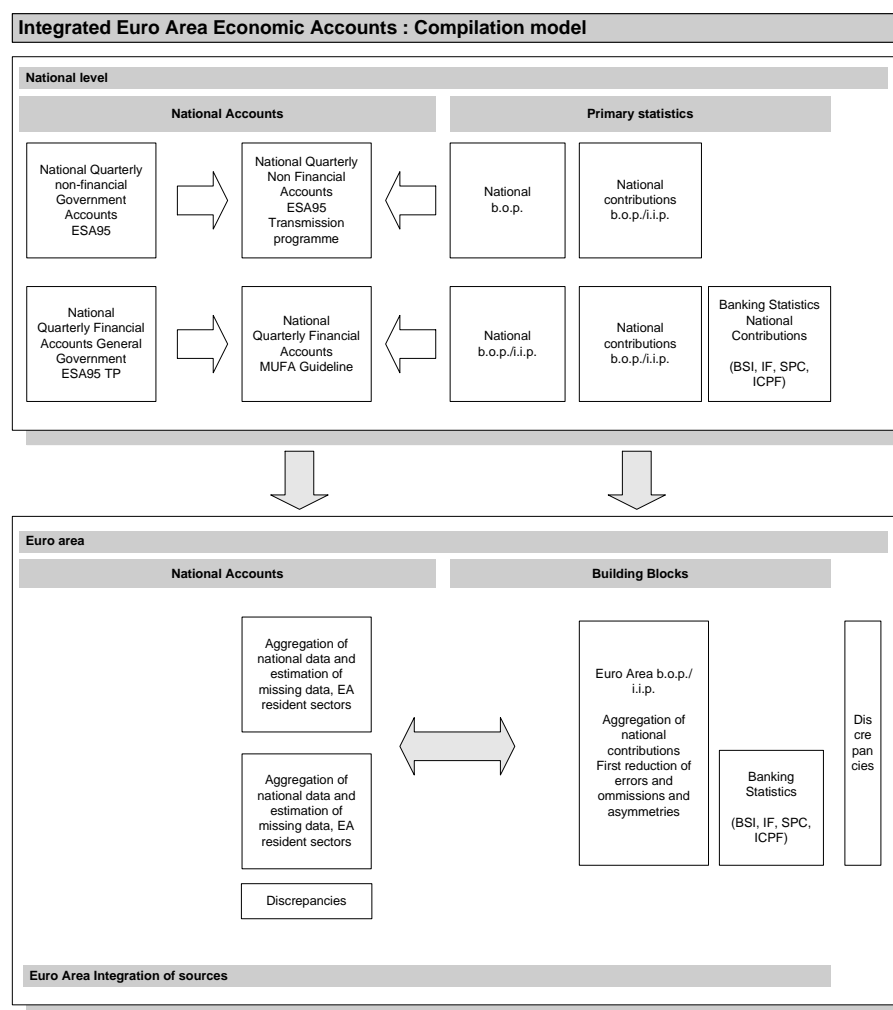 Integrated Euro Area Economic Accounts : Compilation model
National level
National Accounts
Primary statistics
National Quarterly
non-financial
Government
Accounts
ESA95
National Quarterly
Non Financial
Accounts
ESA95
Transmission
programme
National
b.o.p.
National
contributions
b.o.p./i.i.p.
National
Quarterly Financial
Accounts General
Government
ESA95 TP
National
Quarterly Financial
Accounts
MUFA Guideline
National
b.o.p./i.i.p.
National
contributions
b.o.p./i.i.p.
Banking Statistics
National
Contributions
(BSI, IF, SPC,
ICPF)
Euro area
National Accounts
Building Blocks
Aggregation of
national data and
estimation of
missing data, EA
resident sectors
Aggregation of
national data and
estimation of
missing data, EA
resident sectors
Discrepancies
Euro Area b.o.p./
i.i.p.
Aggregation of
national
contributions
First reduction of
errors and
ommissions and
asymmetries
Banking
Statistics
(BSI, IF, SPC,
ICPF)
Dis
cre
pan
cies
Euro Area Integration of sources